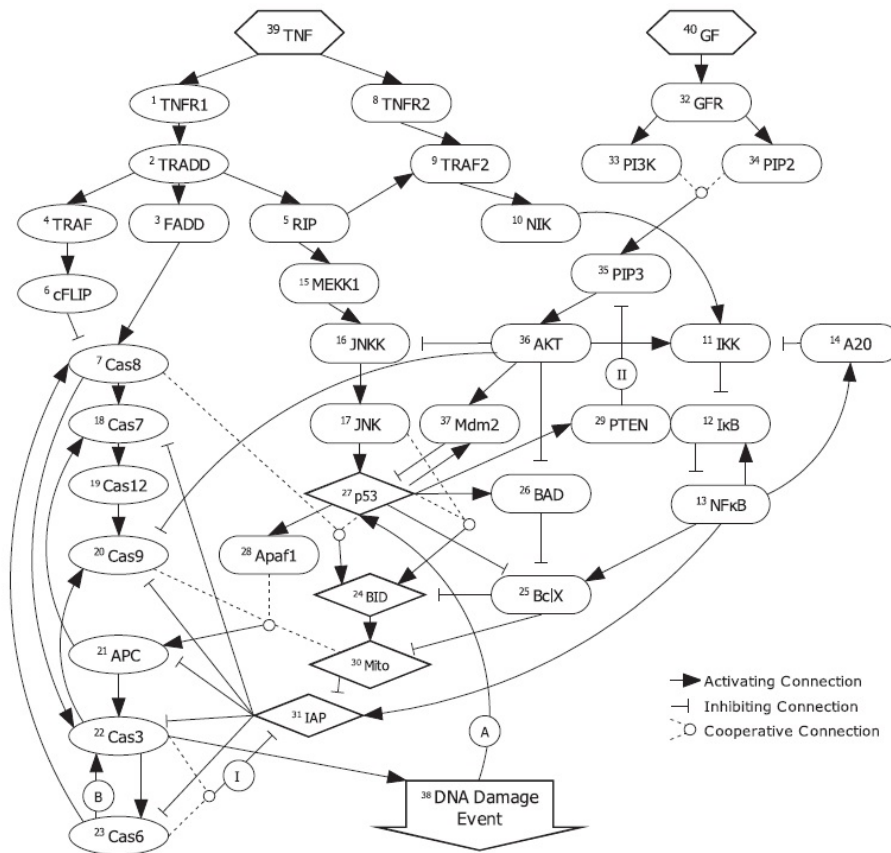 39 TNF
40 GF
1 TNFR1
8 TNFR2
32 GFR
2 TRADD
9 TRAF2
33 PI3K
34 PIP2
4 TRAF
3 FADD
5 RIP
10 NIK
6 cFLIP
15 MEKK1
35 PIP3
7 Cas8
16 JNKK
36 AKT
11 IKK
14 A20
II
18 Cas7
17 JNK
37 Mdm2
29 PTEN
12 IκB
19 Cas12
27 p53
26 BAD
13 NFκB
20 Cas9
28 Apaf1
24 BID
25 BclX
21 APC
30 Mito
Activating Connection
31 IAP
Inhibiting Connection
22 Cas3
A
Cooperative Connection
B
I
38 DNA Damage
Event
23 Cas6